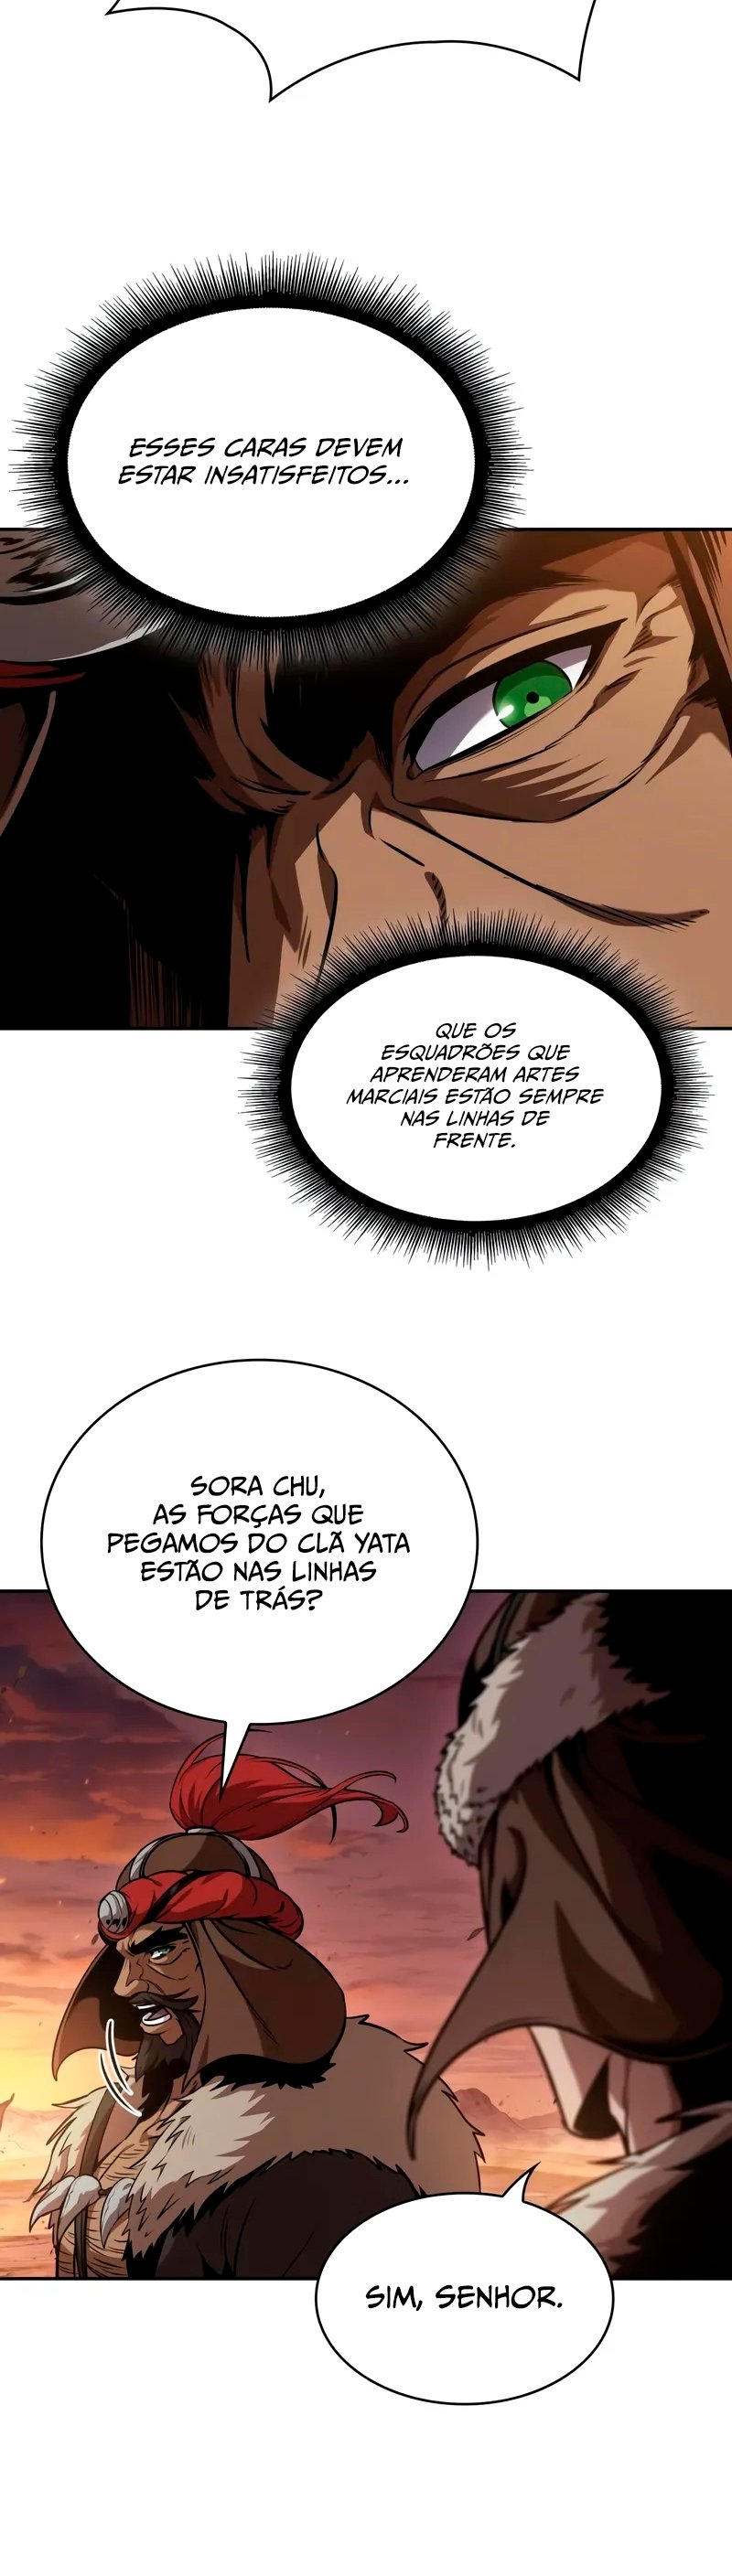 ESSES CARAS DEVEM
ESTAR INSATISFEITOS...
QUE OS
ESQUADRÕES QUE
APRENDERAM ARTES
MARCIAIS ESTÃO SEMPRE
NAS LINHAS DE
FRENTE.
SORA CHU,
AS FORÇAS QUE
PEGAMOS DO CLÃ YATA
ESTÃO NAS LINHAS
DE TRÁS?
SIM, SENHOR.